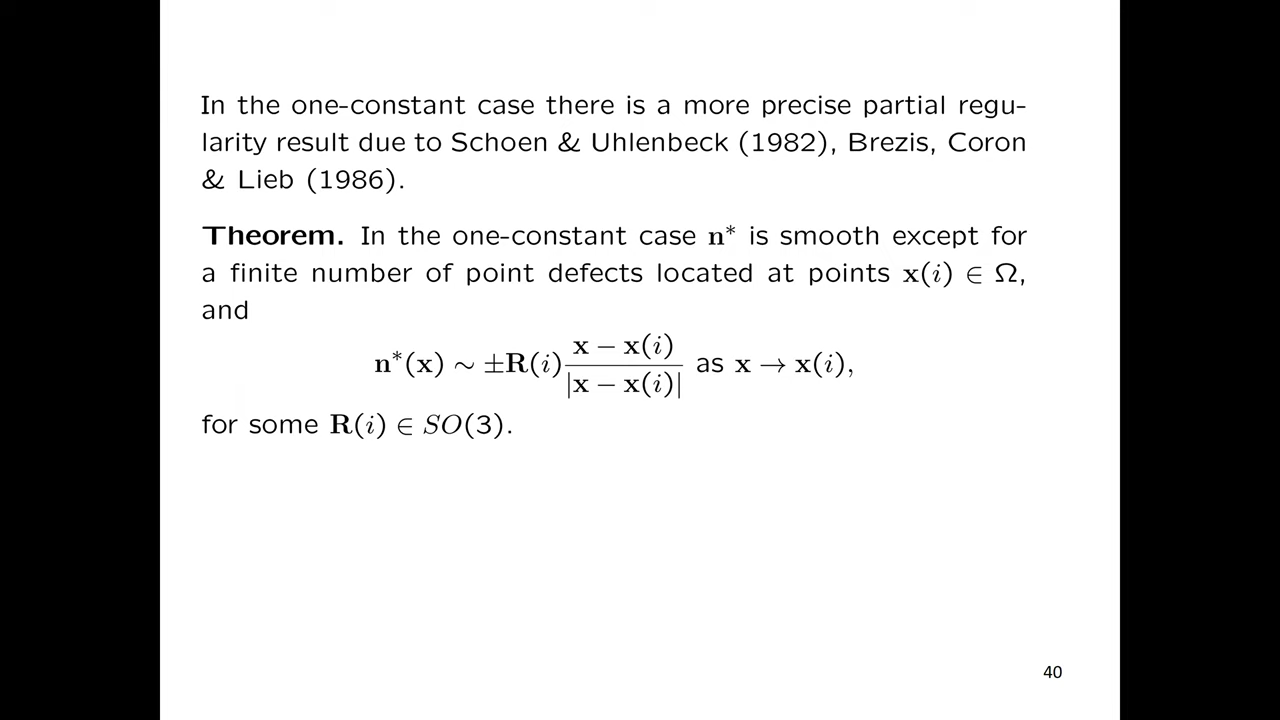 In the one-constant case there is a more precise partial regu-
larity result due to Schoen & Uhlenbeck (1982), Brezis, Coron
& Lieb (1986).
Theorem. In the one-constant case n* is smooth except for
a finite number of point defects located at points x(i) ∈ Ω,
and
n*(x) ∼ ±R(i) (x − x(i))/|x − x(i)| as x → x(i),
for some R(i) ∈ SO(3).
40